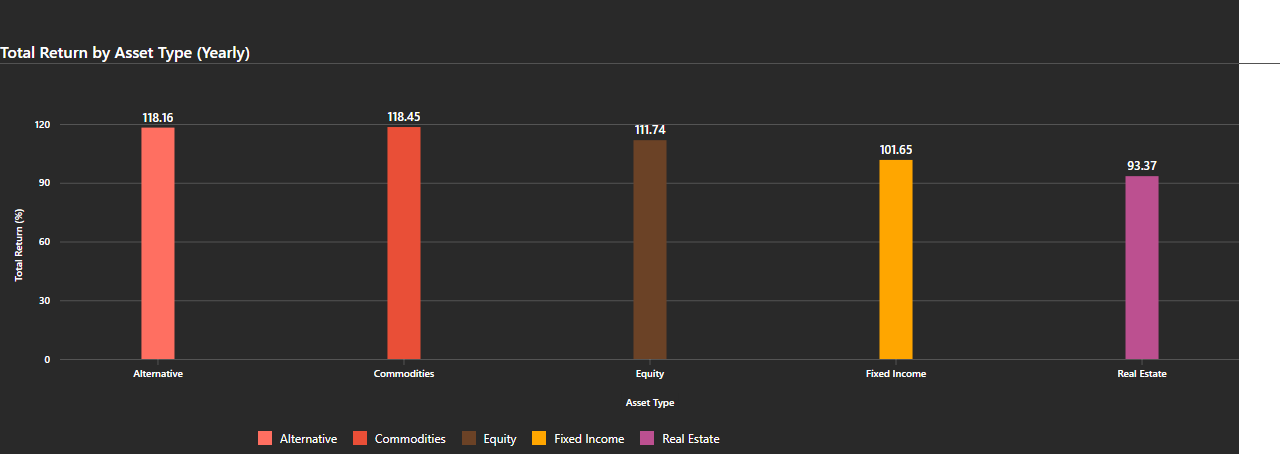 Total Return by Asset Type (Yearly)
118.16
118.45
111.74
101.65
93.37
120
90
60
30
0
Total Return (%)
Alternative
Commodities
Equity
Fixed Income
Real Estate
Asset Type
Alternative
Commodities
Equity
Fixed Income
Real Estate